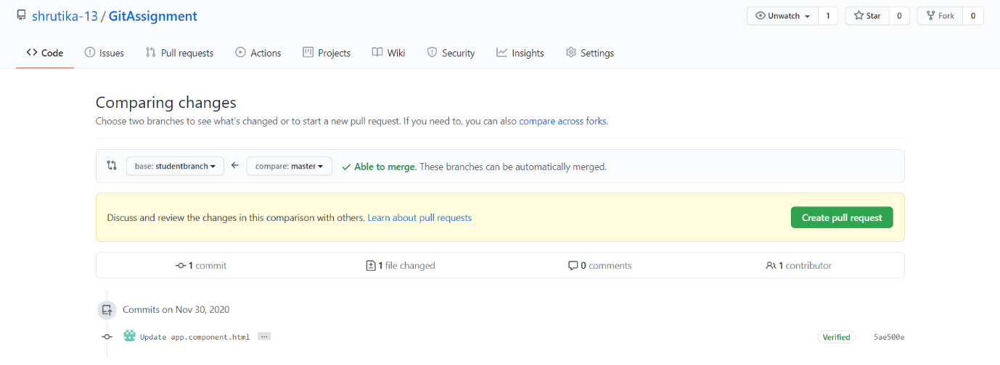 shrutika-13 / GitAssignment
Unwatch 1 Star 0 Fork 0
Code Issues Pull requests Actions Projects Wiki Security Insights Settings
Comparing changes
Choose two branches to see what's changed or to start a new pull request. If you need to, you can also compare across forks.
base: studentbranch compare: master Able to merge. These branches can be automatically merged.
Discuss and review the changes in this comparison with others. Learn about pull requests Create pull request
1 commit 1 file changed 0 comments 1 contributor
Commits on Nov 30, 2020
Update app.component.html ... Verified 5ae500e